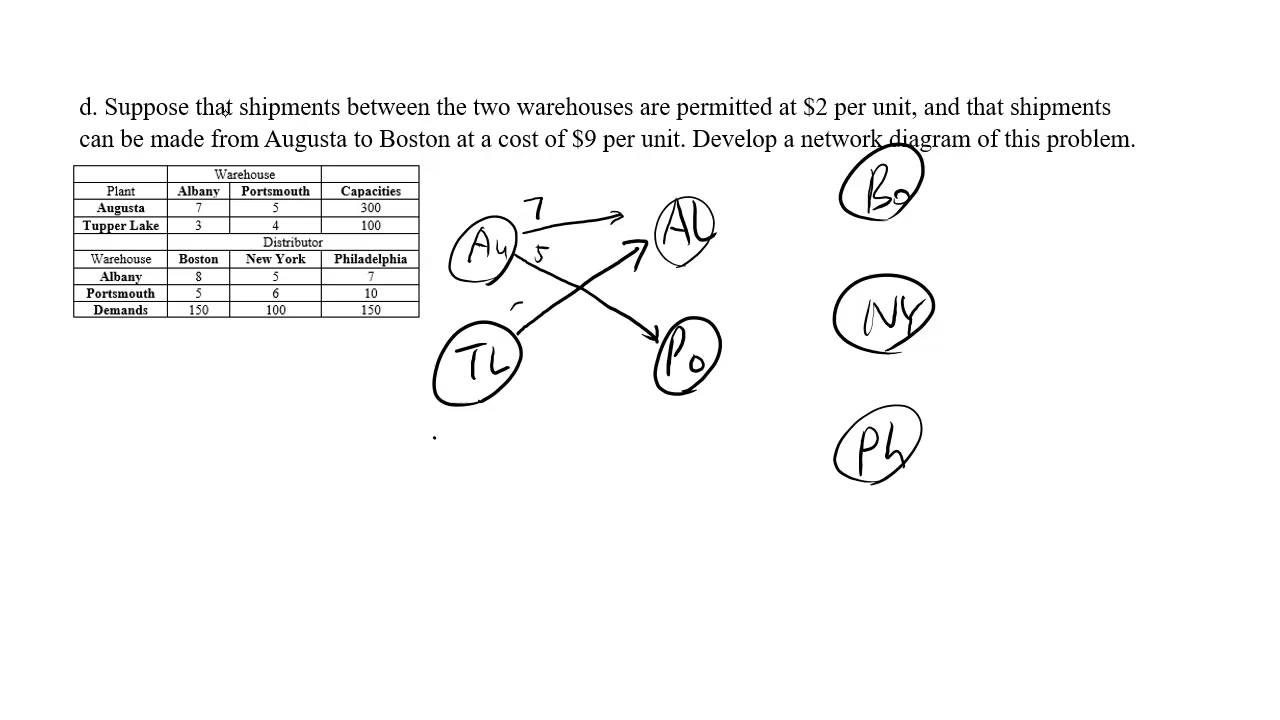 d. Suppose that shipments between the two warehouses are permitted at $2 per unit, and that shipments
can be made from Augusta to Boston at a cost of $9 per unit. Develop a network diagram of this problem.
Warehouse
Plant Albany Portsmouth Capacities
Augusta 7 5 300
Tupper Lake 3 4 100
Distributor
Warehouse Boston New York Philadelphia
Albany 8 5 7
Portsmouth 5 6 10
Demands 150 100 150
Bo
7
AL
Au
5
NY
TL
Po
Ph